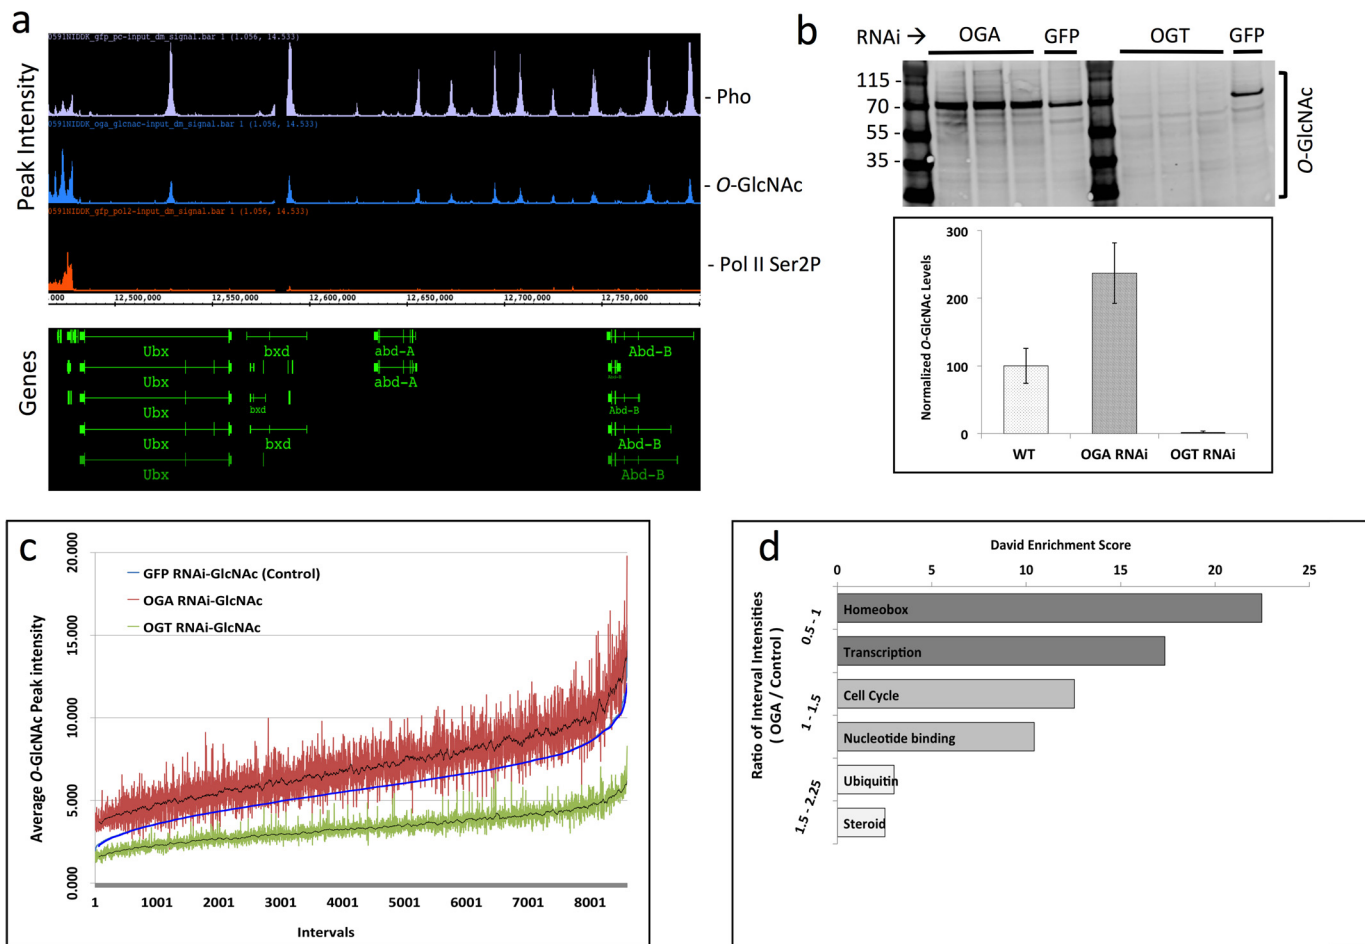 a
Peak Intensity
0591NIDDK_gfp_pc-input_dm_signal.bar 1 (1.056, 14.533)
- Pho
0591NIDDK_oga_glcnac-input_dm_signal.bar 1 (1.056, 14.533)
- O-GlcNAc
0591NIDDK_gfp_pol2-input_dm_signal.bar 1 (1.056, 14.533)
- Pol II Ser2P
000 12,500,000 12,550,000 12,600,000 12,650,000 12,700,000 12,750,000
Genes
Ubx bxd abd-A Abd-B
Ubx abd-A
bxd Abd-B
Ubx bxd Abd-B
Ubx Abd-B
b
RNAi → OGA GFP OGT GFP
115 -
70 -
55 -
35 -
O-GlcNAc
Normalized O-GlcNAc Levels
300
200
100
0
WT OGA RNAi OGT RNAi
c
Average O-GlcNAc Peak intensity
20.000
15.000
10.000
5.000
0.000
GFP RNAi-GlcNAc (Control)
OGA RNAi-GlcNAc
OGT RNAi-GlcNAc
1 1001 2001 3001 4001 5001 6001 7001 8001
Intervals
d
David Enrichment Score
0 5 10 15 20 25
Ratio of Interval Intensities
( OGA / Control )
0.5 - 1
1 - 1.5
1.5 - 2.25
Homeobox
Transcription
Cell Cycle
Nucleotide binding
Ubiquitin
Steroid